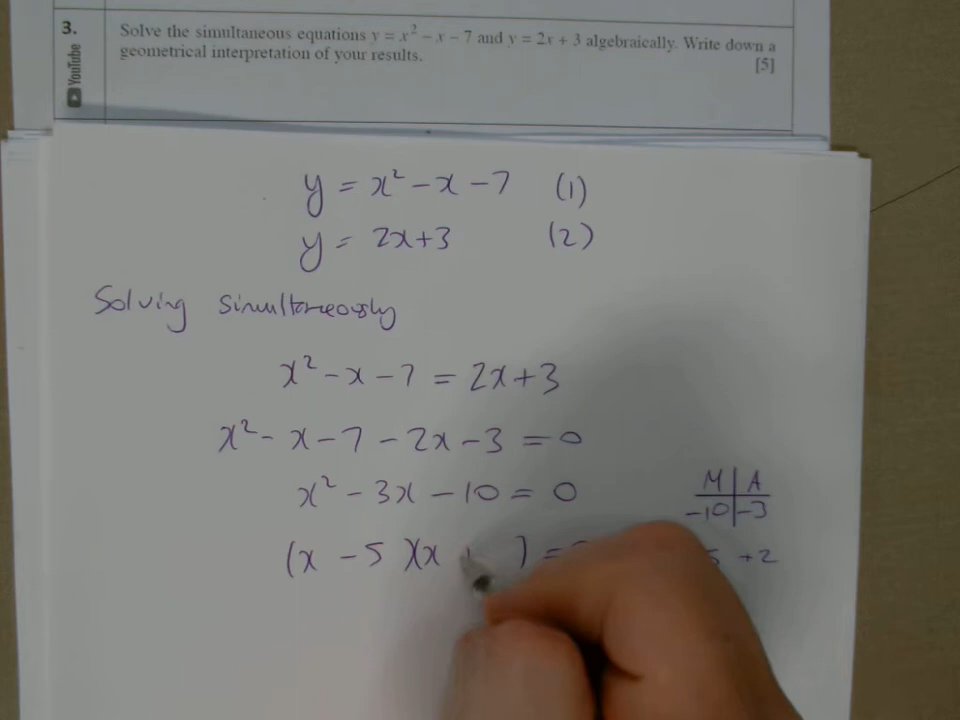 3.
YouTube
Solve the simultaneous equations y = x² − x − 7 and y = 2x + 3 algebraically. Write down a
geometrical interpretation of your results.
[5]
y = x² − x − 7 (1)
y = 2x + 3 (2)
Solving simultaneously
x² − x − 7 = 2x + 3
x² − x − 7 − 2x − 3 = 0
x² − 3x − 10 = 0
M | A
−10 | −3
(x − 5)(x ) =
5 +2